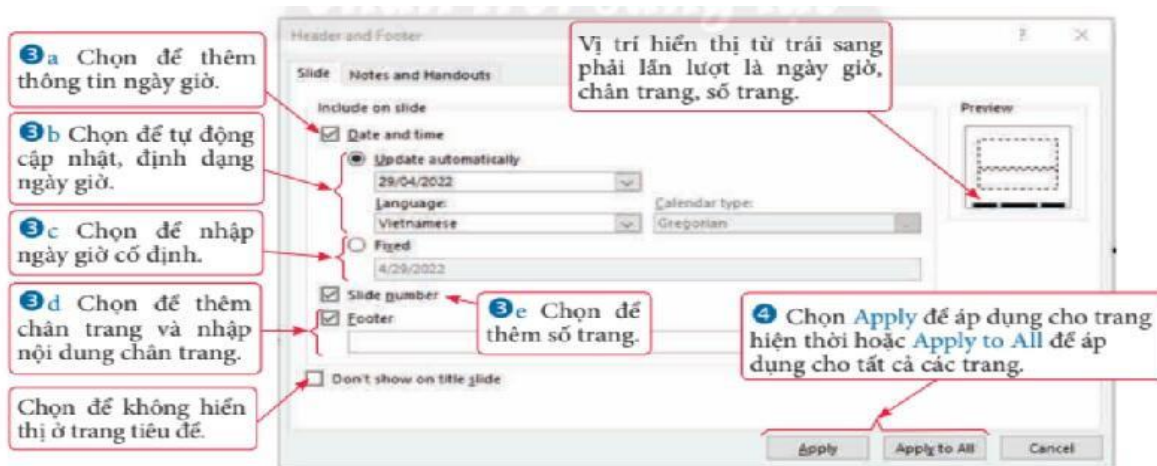 Header and Footer
3a Chọn để thêm
thông tin ngày giờ.
Vị trí hiển thị từ trái sang
phải lần lượt là ngày giờ,
chân trang, số trang.
Slide Notes and Handouts
Include on slide
Preview
Date and time
3b Chọn để tự động
cập nhật, định dạng
ngày giờ.
Update automatically
29/04/2022
Language:
Calendar type:
Vietnamese
Gregorian
3c Chọn để nhập
ngày giờ cố định.
Fixed
4/29/2022
Slide number
3d Chọn để thêm
chân trang và nhập
nội dung chân trang.
Footer
3e Chọn để
thêm số trang.
4 Chọn Apply để áp dụng cho trang
hiện thời hoặc Apply to All để áp
dụng cho tất cả các trang.
Don't show on title slide
Chọn để không hiển
thị ở trang tiêu đề.
Apply Apply to All Cancel